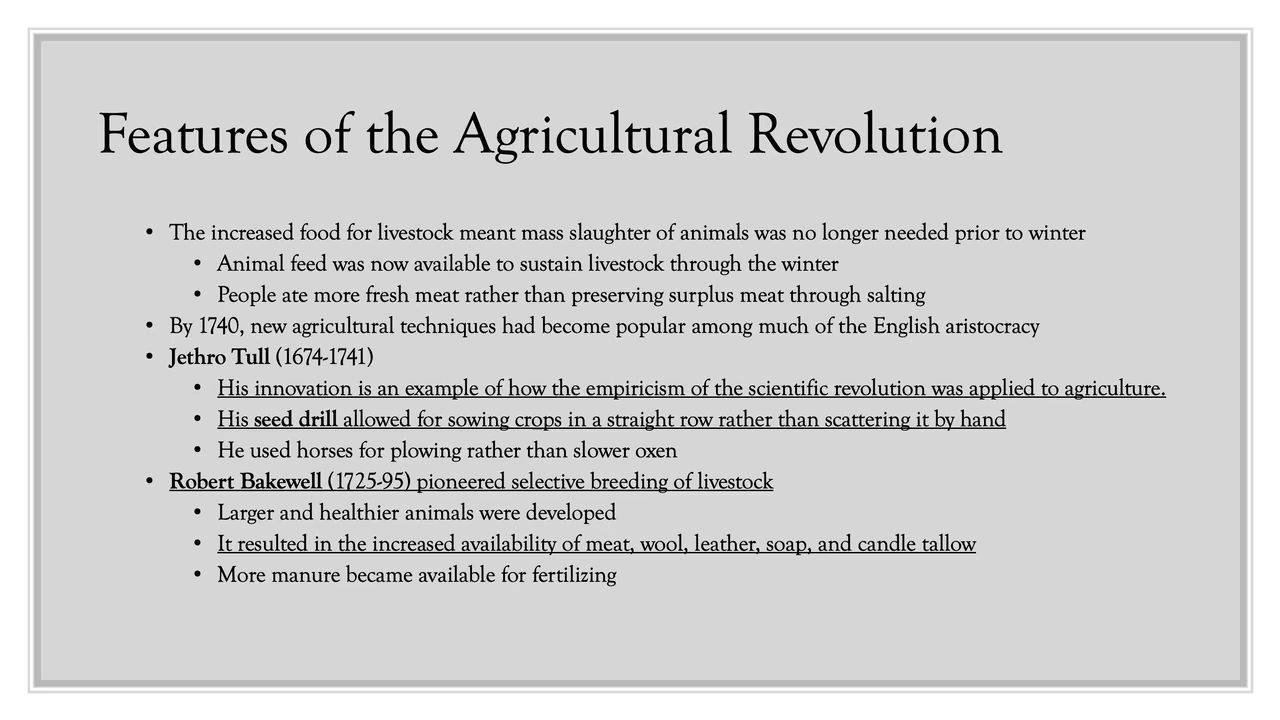 Features of the Agricultural Revolution
• The increased food for livestock meant mass slaughter of animals was no longer needed prior to winter
• Animal feed was now available to sustain livestock through the winter
• People ate more fresh meat rather than preserving surplus meat through salting
• By 1740, new agricultural techniques had become popular among much of the English aristocracy
• Jethro Tull (1674-1741)
• His innovation is an example of how the empiricism of the scientific revolution was applied to agriculture.
• His seed drill allowed for sowing crops in a straight row rather than scattering it by hand
• He used horses for plowing rather than slower oxen
• Robert Bakewell (1725-95) pioneered selective breeding of livestock
• Larger and healthier animals were developed
• It resulted in the increased availability of meat, wool, leather, soap, and candle tallow
• More manure became available for fertilizing